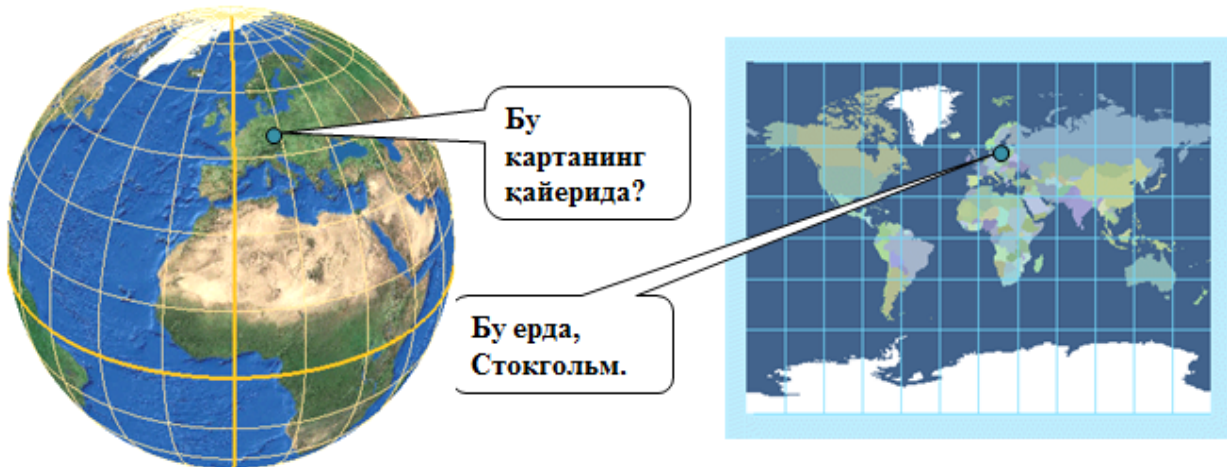 Бу
картанинг
қайерида?
Бу ерда,
Стокгольм.